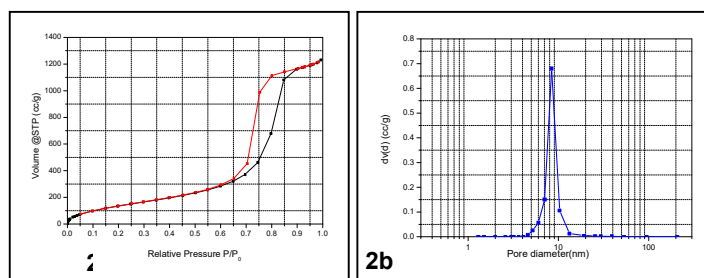 1400
1200
1000
800
600
400
200
0
Volume @STP (cc/g)
0.0 0.1 0.2 0.3 0.4 0.5 0.6 0.7 0.8 0.9 1.0
Relative Pressure P/P₀
0.8
0.7
0.6
0.5
0.4
0.3
0.2
0.1
0.0
dv(d) (cc/g)
1 10 100
Pore diameter(nm)
2b